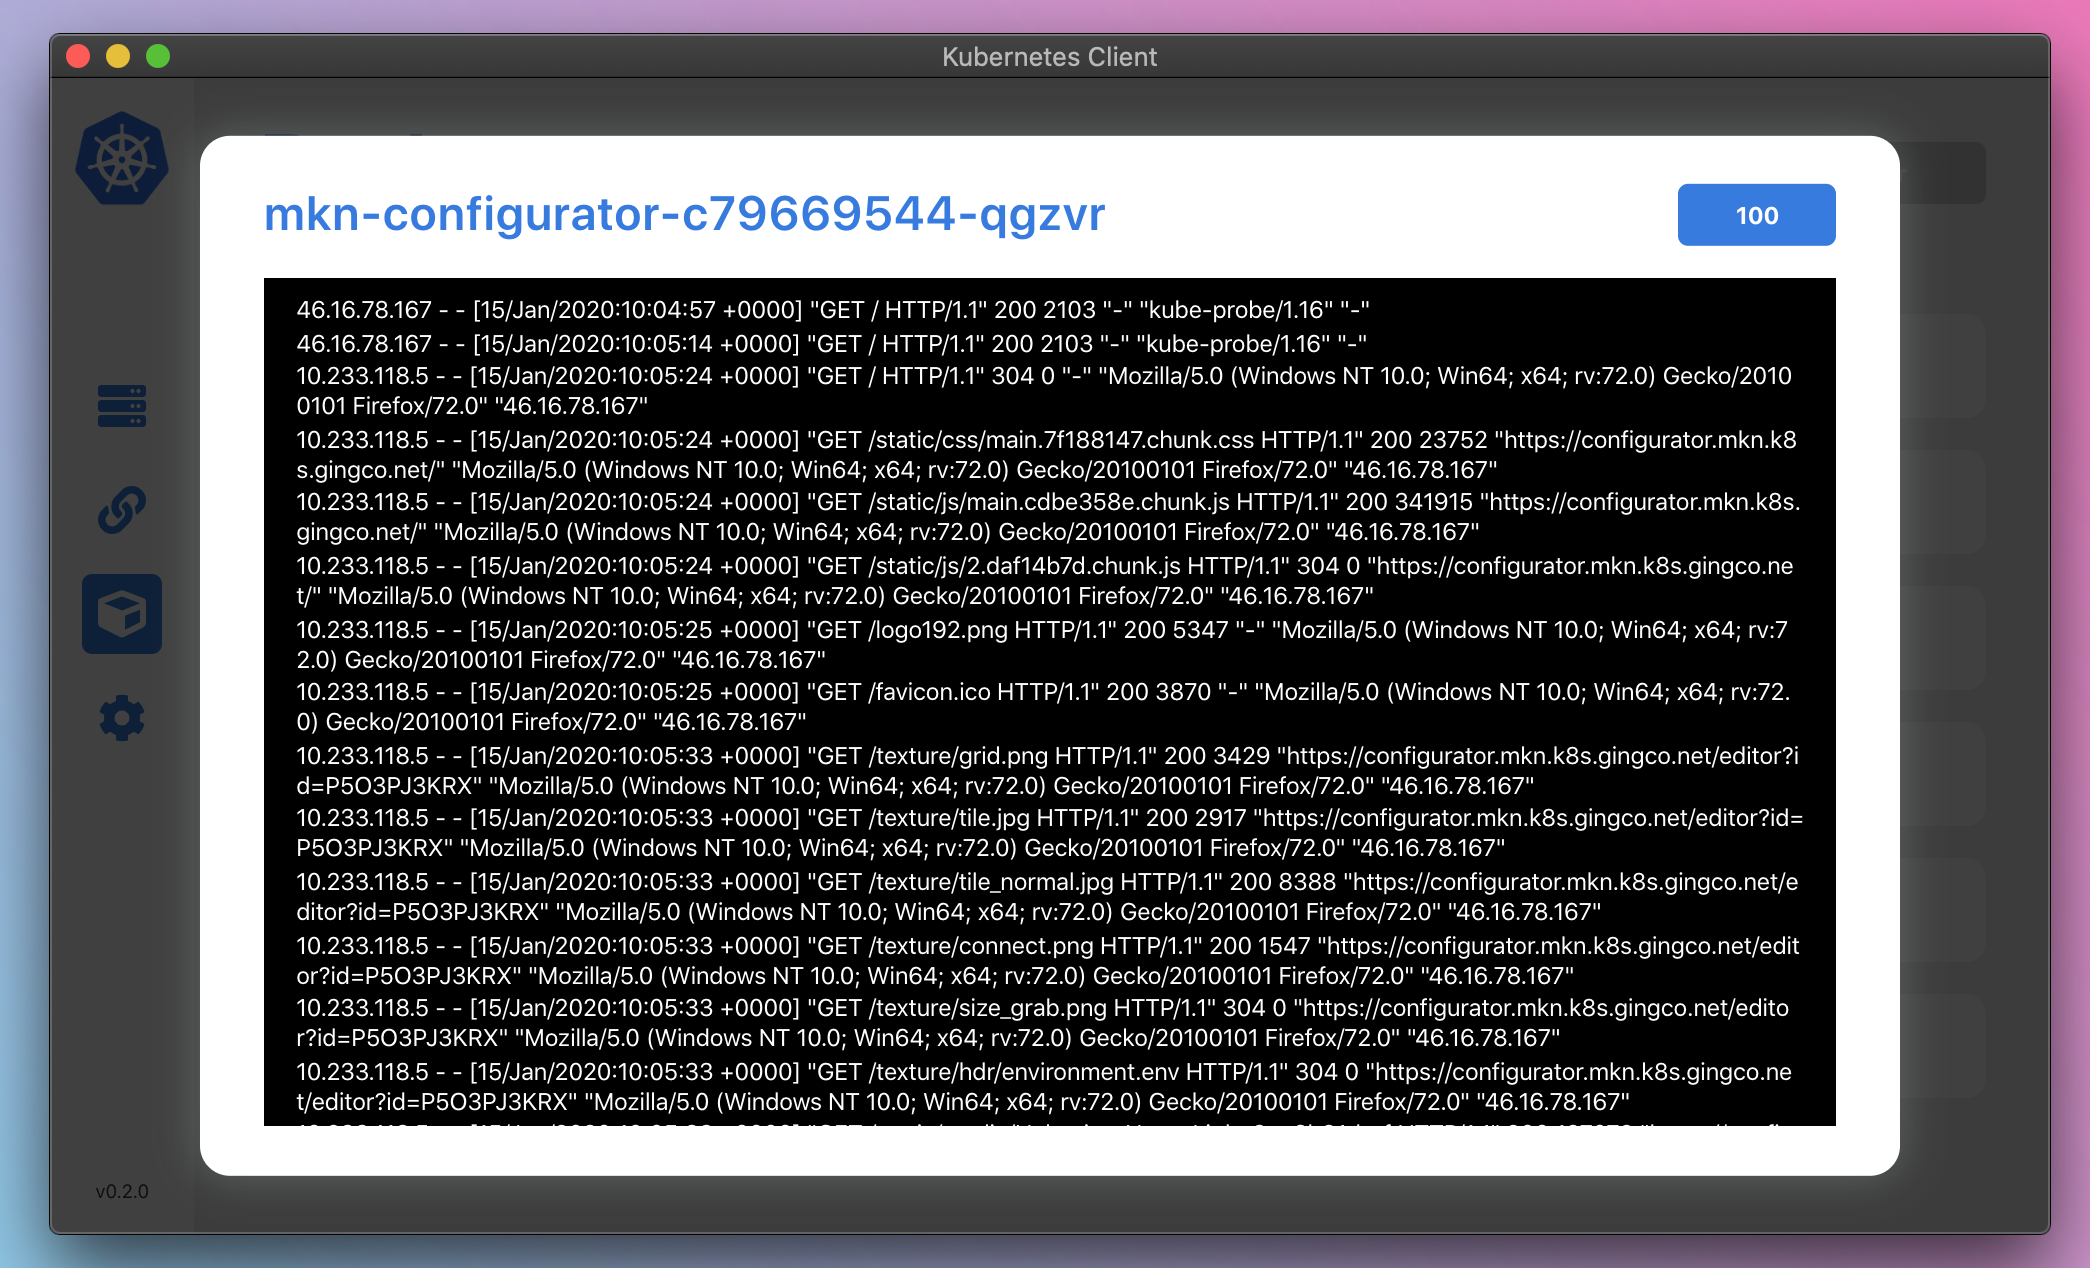 Kubernetes Client
mkn-configurator-c79669544-qgzvr
100
46.16.78.167 - - [15/Jan/2020:10:04:57 +0000] "GET / HTTP/1.1" 200 2103 "-" "kube-probe/1.16" "-"
46.16.78.167 - - [15/Jan/2020:10:05:14 +0000] "GET / HTTP/1.1" 200 2103 "-" "kube-probe/1.16" "-"
10.233.118.5 - - [15/Jan/2020:10:05:24 +0000] "GET / HTTP/1.1" 304 0 "-" "Mozilla/5.0 (Windows NT 10.0; Win64; x64; rv:72.0) Gecko/2010
0101 Firefox/72.0" "46.16.78.167"
10.233.118.5 - - [15/Jan/2020:10:05:24 +0000] "GET /static/css/main.7f188147.chunk.css HTTP/1.1" 200 23752 "https://configurator.mkn.k8
s.gingco.net/" "Mozilla/5.0 (Windows NT 10.0; Win64; x64; rv:72.0) Gecko/20100101 Firefox/72.0" "46.16.78.167"
10.233.118.5 - - [15/Jan/2020:10:05:24 +0000] "GET /static/js/main.cdbe358e.chunk.js HTTP/1.1" 200 341915 "https://configurator.mkn.k8s.
gingco.net/" "Mozilla/5.0 (Windows NT 10.0; Win64; x64; rv:72.0) Gecko/20100101 Firefox/72.0" "46.16.78.167"
10.233.118.5 - - [15/Jan/2020:10:05:24 +0000] "GET /static/js/2.daf14b7d.chunk.js HTTP/1.1" 304 0 "https://configurator.mkn.k8s.gingco.ne
t/" "Mozilla/5.0 (Windows NT 10.0; Win64; x64; rv:72.0) Gecko/20100101 Firefox/72.0" "46.16.78.167"
10.233.118.5 - - [15/Jan/2020:10:05:25 +0000] "GET /logo192.png HTTP/1.1" 200 5347 "-" "Mozilla/5.0 (Windows NT 10.0; Win64; x64; rv:7
2.0) Gecko/20100101 Firefox/72.0" "46.16.78.167"
10.233.118.5 - - [15/Jan/2020:10:05:25 +0000] "GET /favicon.ico HTTP/1.1" 200 3870 "-" "Mozilla/5.0 (Windows NT 10.0; Win64; x64; rv:72.
0) Gecko/20100101 Firefox/72.0" "46.16.78.167"
10.233.118.5 - - [15/Jan/2020:10:05:33 +0000] "GET /texture/grid.png HTTP/1.1" 200 3429 "https://configurator.mkn.k8s.gingco.net/editor?i
d=P5O3PJ3KRX" "Mozilla/5.0 (Windows NT 10.0; Win64; x64; rv:72.0) Gecko/20100101 Firefox/72.0" "46.16.78.167"
10.233.118.5 - - [15/Jan/2020:10:05:33 +0000] "GET /texture/tile.jpg HTTP/1.1" 200 2917 "https://configurator.mkn.k8s.gingco.net/editor?id=
P5O3PJ3KRX" "Mozilla/5.0 (Windows NT 10.0; Win64; x64; rv:72.0) Gecko/20100101 Firefox/72.0" "46.16.78.167"
10.233.118.5 - - [15/Jan/2020:10:05:33 +0000] "GET /texture/tile_normal.jpg HTTP/1.1" 200 8388 "https://configurator.mkn.k8s.gingco.net/e
ditor?id=P5O3PJ3KRX" "Mozilla/5.0 (Windows NT 10.0; Win64; x64; rv:72.0) Gecko/20100101 Firefox/72.0" "46.16.78.167"
10.233.118.5 - - [15/Jan/2020:10:05:33 +0000] "GET /texture/connect.png HTTP/1.1" 200 1547 "https://configurator.mkn.k8s.gingco.net/edit
or?id=P5O3PJ3KRX" "Mozilla/5.0 (Windows NT 10.0; Win64; x64; rv:72.0) Gecko/20100101 Firefox/72.0" "46.16.78.167"
10.233.118.5 - - [15/Jan/2020:10:05:33 +0000] "GET /texture/size_grab.png HTTP/1.1" 304 0 "https://configurator.mkn.k8s.gingco.net/edito
r?id=P5O3PJ3KRX" "Mozilla/5.0 (Windows NT 10.0; Win64; x64; rv:72.0) Gecko/20100101 Firefox/72.0" "46.16.78.167"
10.233.118.5 - - [15/Jan/2020:10:05:33 +0000] "GET /texture/hdr/environment.env HTTP/1.1" 304 0 "https://configurator.mkn.k8s.gingco.ne
t/editor?id=P5O3PJ3KRX" "Mozilla/5.0 (Windows NT 10.0; Win64; x64; rv:72.0) Gecko/20100101 Firefox/72.0" "46.16.78.167"
v0.2.0